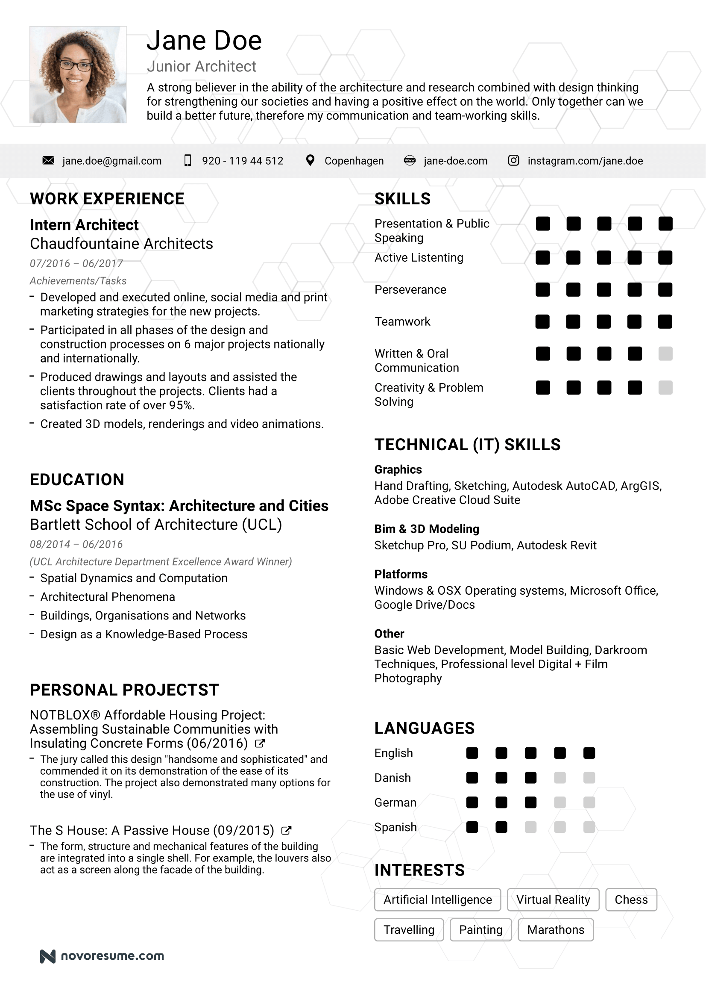 Jane Doe
Junior Architect
A strong believer in the ability of the architecture and research combined with design thinking
for strengthening our societies and having a positive effect on the world. Only together can we
build a better future, therefore my communication and team-working skills.
jane.doe@gmail.com
920 - 119 44 512
Copenhagen
www
jane-doe.com
instagram.com/jane.doe
WORK EXPERIENCE
Intern Architect
Chaudfountaine Architects
07/2016 – 06/2017
Achievements/Tasks
– Developed and executed online, social media and print
marketing strategies for the new projects.
– Participated in all phases of the design and
construction processes on 6 major projects nationally
and internationally.
– Produced drawings and layouts and assisted the
clients throughout the projects. Clients had a
satisfaction rate of over 95%.
– Created 3D models, renderings and video animations.
EDUCATION
MSc Space Syntax: Architecture and Cities
Bartlett School of Architecture (UCL)
08/2014 – 06/2016
(UCL Architecture Department Excellence Award Winner)
– Spatial Dynamics and Computation
– Architectural Phenomena
– Buildings, Organisations and Networks
– Design as a Knowledge-Based Process
PERSONAL PROJECTST
NOTBLOX® Affordable Housing Project:
Assembling Sustainable Communities with
Insulating Concrete Forms (06/2016)
– The jury called this design "handsome and sophisticated" and
commended it on its demonstration of the ease of its
construction. The project also demonstrated many options for
the use of vinyl.
The S House: A Passive House (09/2015)
– The form, structure and mechanical features of the building
are integrated into a single shell. For example, the louvers also
act as a screen along the facade of the building.
SKILLS
Presentation & Public
Speaking
Active Listenting
Perseverance
Teamwork
Written & Oral
Communication
Creativity & Problem
Solving
TECHNICAL (IT) SKILLS
Graphics
Hand Drafting, Sketching, Autodesk AutoCAD, ArgGIS,
Adobe Creative Cloud Suite
Bim & 3D Modeling
Sketchup Pro, SU Podium, Autodesk Revit
Platforms
Windows & OSX Operating systems, Microsoft Office,
Google Drive/Docs
Other
Basic Web Development, Model Building, Darkroom
Techniques, Professional level Digital + Film
Photography
LANGUAGES
English
Danish
German
Spanish
INTERESTS
Artificial Intelligence
Virtual Reality
Chess
Travelling
Painting
Marathons
novoresume.com